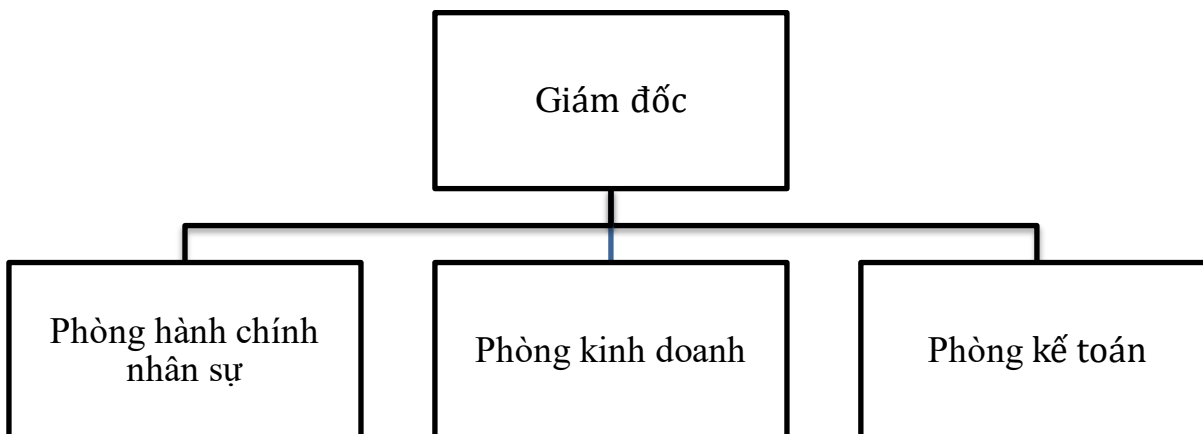 Giám đốc
Phòng hành chính
nhân sự
Phòng kinh doanh
Phòng kế toán